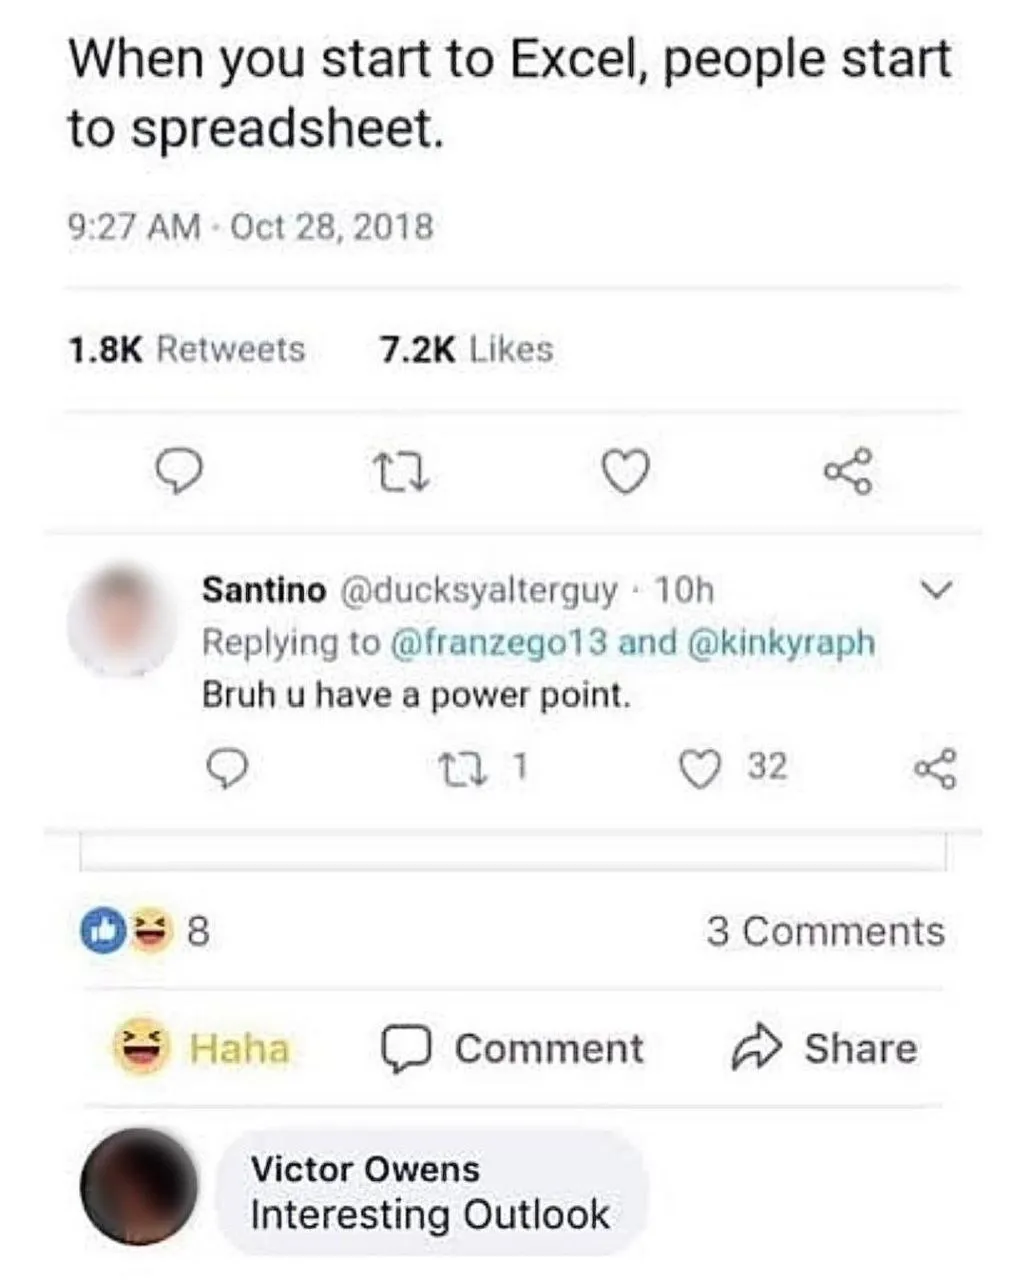 When you start to Excel, people start
to spreadsheet.
9:27 AM · Oct 28, 2018
1.8K Retweets 7.2K Likes
Santino @ducksyalterguy · 10h
Replying to @franzego13 and @kinkyraph
Bruh u have a power point.
1 32
8 3 Comments
Haha Comment Share
Victor Owens
Interesting Outlook